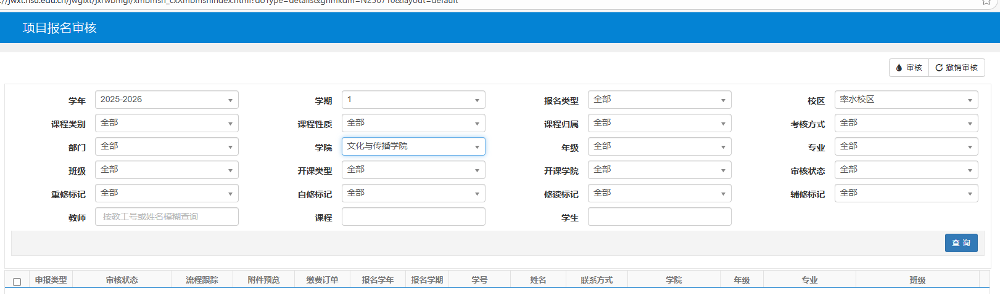 ://jwxt.hsu.edu.cn/jwglxt/jxrwbmgl/xmbmsh_cxXmbmshIndex.html?doType=details&gnmkdm=N250710&layout=default
项目报名审核
审核 撤销审核
学年 2025-2026 学期 1 报名类型 全部 校区 率水校区
课程类别 全部 课程性质 全部 课程归属 全部 考核方式 全部
部门 全部 学院 文化与传播学院 年级 全部 专业 全部
班级 全部 开课类型 全部 开课学院 全部 审核状态 全部
重修标记 全部 自修标记 全部 修读标记 全部 辅修标记 全部
教师 按教工号或姓名模糊查询 课程 学生
查 询
申报类型 审核状态 流程跟踪 附件预览 缴费订单 报名学年 报名学期 学号 姓名 联系方式 学院 年级 专业 班级